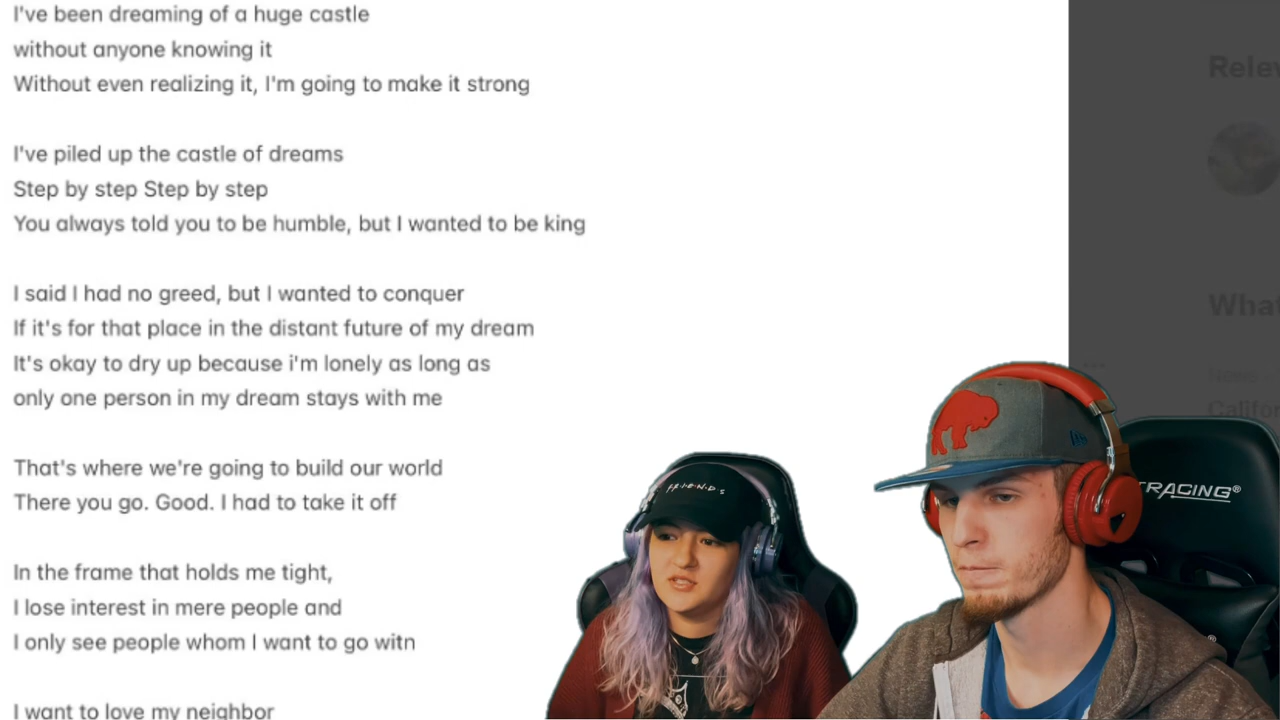 I've been dreaming of a huge castle
without anyone knowing it
Without even realizing it, I'm going to make it strong
I've piled up the castle of dreams
Step by step Step by step
You always told you to be humble, but I wanted to be king
I said I had no greed, but I wanted to conquer
If it's for that place in the distant future of my dream
It's okay to dry up because i'm lonely as long as
only one person in my dream stays with me
That's where we're going to build our world
There you go. Good. I had to take it off
In the frame that holds me tight,
I lose interest in mere people and
I only see people whom I want to go witn
I want to love my neighbor
Rele
What
News
Califor
FRIENDS
TRACING®